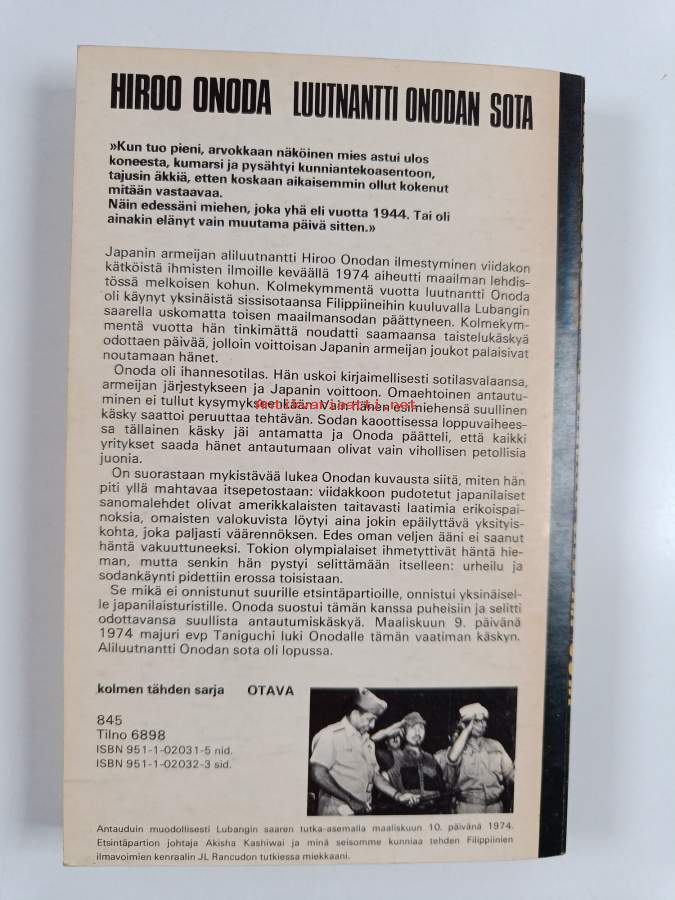 HIROO ONODA LUUTNANTTI ONODAN SOTA
»Kun tuo pieni, arvokkaan näköinen mies astui ulos
koneesta, kumarsi ja pysähtyi kunniantekoasentoon,
tajusin äkkiä, etten koskaan aikaisemmin ollut kokenut
mitään vastaavaa.
Näin edessäni miehen, joka yhä eli vuotta 1944. Tai oli
ainakin elänyt vain muutama päivä sitten.»
Japanin armeijan aliluutnantti Hiroo Onodan ilmestyminen viidakon
kätköistä ihmisten ilmoille keväällä 1974 aiheutti maailman lehdis-
tössä melkoisen kohun. Kolmekymmentä vuotta luutnantti Onoda
oli käynyt yksinäistä sissisotaansa Filippiineihin kuuluvalla Lubangin
saarella uskomatta toisen maailmansodan päättyneen. Kolmekym-
mentä vuotta hän tinkimättä noudatti saamaansa taistelukäskyä
odottaen päivää, jolloin voittoisan Japanin armeijan joukot palaisivat
noutamaan hänet.
Onoda oli ihannesotilas. Hän uskoi kirjaimellisesti sotilasvalaansa,
armeijan järjestykseen ja Japanin voittoon. Omaehtoinen antautu-
minen ei tullut kysymykseenkään. Vain hänen esimiehensä suullinen
käsky saattoi peruuttaa tehtävän. Sodan kaoottisessa loppuvaihees-
sa tällainen käsky jäi antamatta ja Onoda päätteli, että kaikki
yritykset saada hänet antautumaan olivat vain vihollisen petollisia
juonia.
On suorastaan mykistävää lukea Onodan kuvausta siitä, miten hän
piti yllä mahtavaa itsepetostaan: viidakkoon pudotetut japanilaiset
sanomalehdet olivat amerikkalaisten taitavasti laatimia erikoispai-
noksia, omaisten valokuvista löytyi aina jokin epäilyttävä yksityis-
kohta, joka paljasti väärennöksen. Edes oman veljen ääni ei saanut
häntä vakuuttuneeksi. Tokion olympialaiset ihmetyttivät häntä hie-
man, mutta senkin hän pystyi selittämään itselleen: urheilu ja
sodankäynti pidettiin erossa toisistaan.
Se mikä ei onnistunut suurille etsintäpartioille, onnistui yksinäisel-
le japanilaisturistille. Onoda suostui tämän kanssa puheisiin ja selitti
odottavansa suullista antautumiskäskyä. Maaliskuun 9. päivänä
1974 majuri evp Taniguchi luki Onodalle tämän vaatiman käskyn.
Aliluutnantti Onodan sota oli lopussa.
kolmen tähden sarja OTAVA
845
Tilno 6898
ISBN 951-1-02031-5 nid.
ISBN 951-1-02032-3 sid.
Antauduin muodollisesti Lubangin saaren tutka-asemalla maaliskuun 10. päivänä 1974.
Etsintäpartion johtaja Akisha Kashiwai ja minä seisomme kunniaa tehden Filippiinien
ilmavoimien kenraalin JL Rancudon tutkiessa miekkaani.